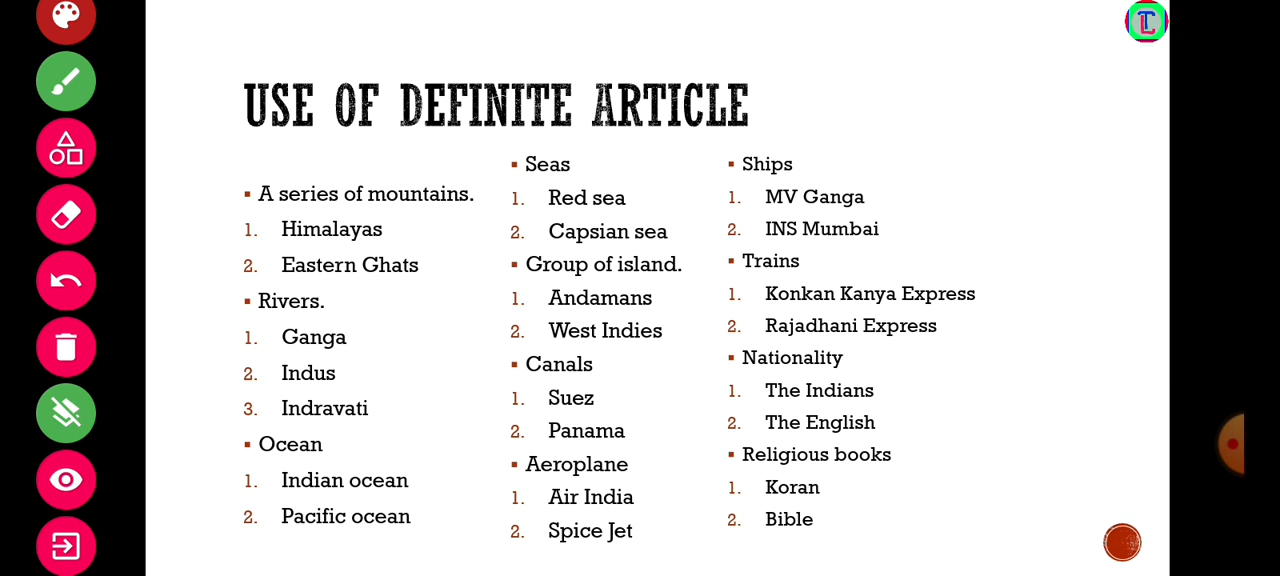 USE OF DEFINITE ARTICLE
▪ A series of mountains.
1. Himalayas
2. Eastern Ghats
▪ Rivers.
1. Ganga
2. Indus
3. Indravati
▪ Ocean
1. Indian ocean
2. Pacific ocean
▪ Seas
1. Red sea
2. Capsian sea
▪ Group of island.
1. Andamans
2. West Indies
▪ Canals
1. Suez
2. Panama
▪ Aeroplane
1. Air India
2. Spice Jet
▪ Ships
1. MV Ganga
2. INS Mumbai
▪ Trains
1. Konkan Kanya Express
2. Rajadhani Express
▪ Nationality
1. The Indians
2. The English
▪ Religious books
1. Koran
2. Bible